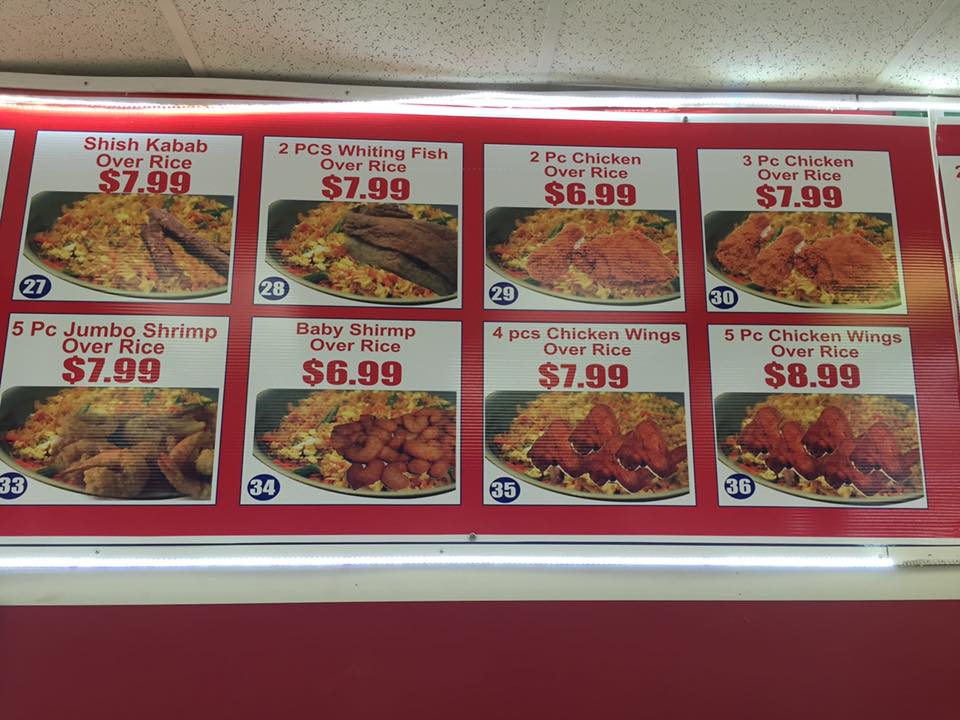 Shish Kabab
Over Rice
$7.99
27
2 PCS Whiting Fish
Over Rice
$7.99
28
2 Pc Chicken
Over Rice
$6.99
29
3 Pc Chicken
Over Rice
$7.99
30
5 Pc Jumbo Shrimp
Over Rice
$7.99
33
Baby Shirmp
Over Rice
$6.99
34
4 pcs Chicken Wings
Over Rice
$7.99
35
5 Pc Chicken Wings
Over Rice
$8.99
36